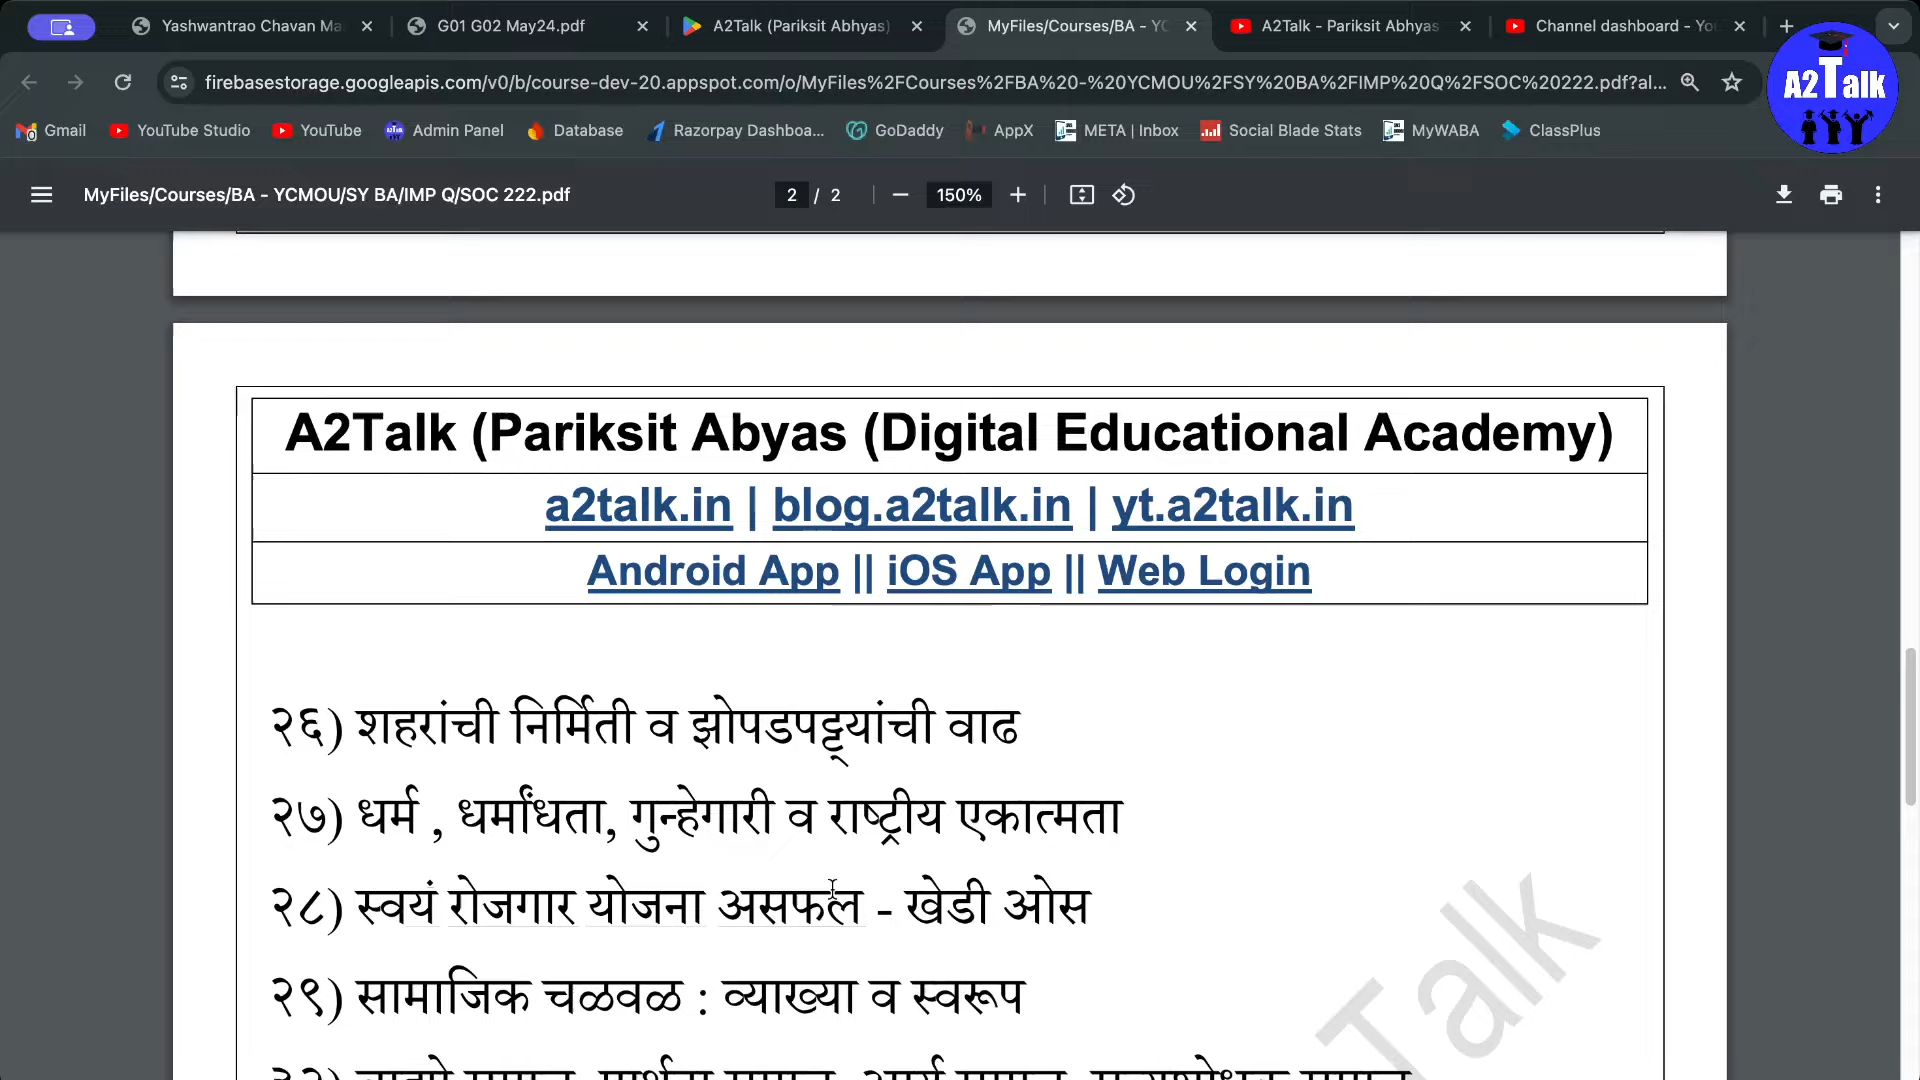 Yashwantrao Chavan Ma
G01 G02 May24.pdf
A2Talk (Pariksit Abhyas)
MyFiles/Courses/BA - YC
A2Talk - Pariksit Abhyas
Channel dashboard - Yo
firebasestorage.googleapis.com/v0/b/course-dev-20.appspot.com/o/MyFiles%2FCourses%2FBA%20-%20YCMOU%2FSY%20BA%2FIMP%20Q%2FSOC%20222.pdf?al...
A2Talk
Gmail YouTube Studio YouTube Admin Panel Database Razorpay Dashboa... GoDaddy AppX META | Inbox Social Blade Stats MyWABA ClassPlus
MyFiles/Courses/BA - YCMOU/SY BA/IMP Q/SOC 222.pdf 2 / 2 150%
A2Talk (Pariksit Abyas (Digital Educational Academy)
a2talk.in | blog.a2talk.in | yt.a2talk.in
Android App || iOS App || Web Login
२६) शहरांची निर्मिती व झोपडपट्ट्यांची वाढ
२७) धर्म , धर्मांधता, गुन्हेगारी व राष्ट्रीय एकात्मता
२८) स्वयं रोजगार योजना असफल - खेडी ओस
२९) सामाजिक चळवळ : व्याख्या व स्वरूप
Talk